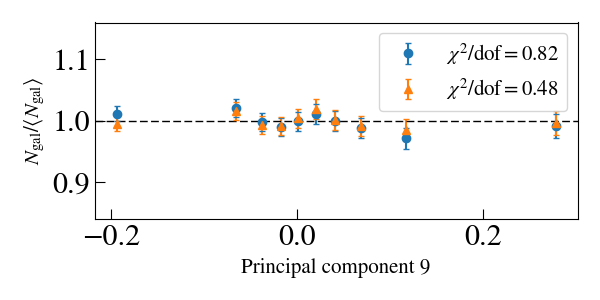 1.1
1.0
0.9
N_gal/⟨N_gal⟩
χ²/dof = 0.82
χ²/dof = 0.48
−0.2 0.0 0.2
Principal component 9